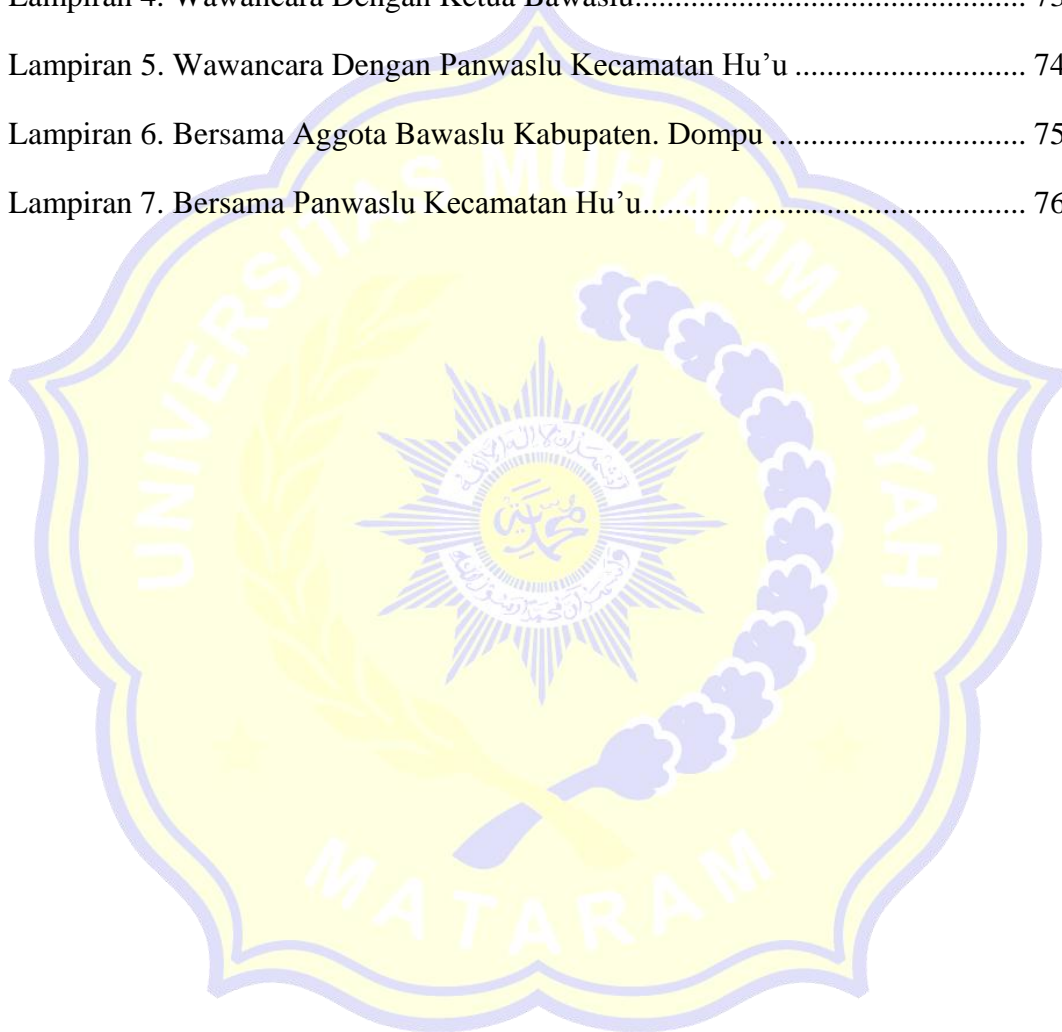 Lampiran 4. Wawancara Dengan Ketua Bawaslu............................................... 73
Lampiran 5. Wawancara Dengan Panwaslu Kecamatan Hu’u ............................ 74
Lampiran 6. Bersama Aggota Bawaslu Kabupaten. Dompu ............................... 75
Lampiran 7. Bersama Panwaslu Kecamatan Hu’u.............................................. 76
UNIVERSITAS MUHAMMADIYAH
MATARAM